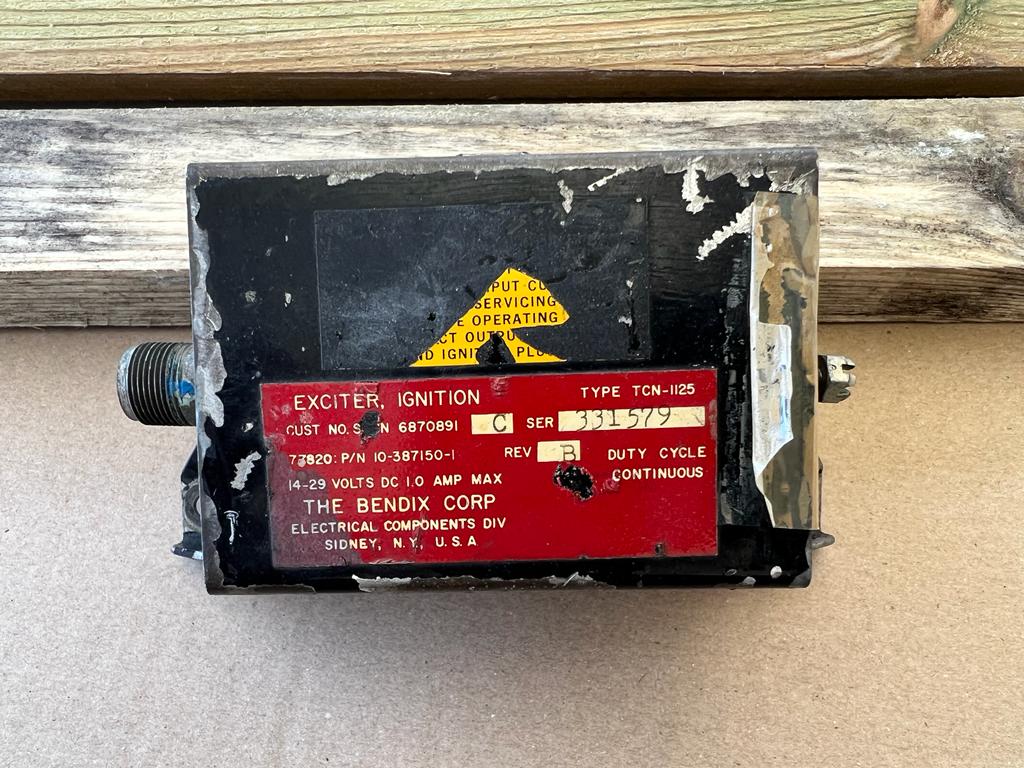 PUT CU
SERVICING
E OPERATING
CT OUTPU
ND IGNIT PLU
EXCITER, IGNITION TYPE TCN-1125
CUST NO. 6870891 C SER 331579
77820: P/N 10-387150-1 REV B DUTY CYCLE
CONTINUOUS
14-29 VOLTS DC 1.0 AMP MAX
THE BENDIX CORP
ELECTRICAL COMPONENTS DIV
SIDNEY, N.Y., U.S.A